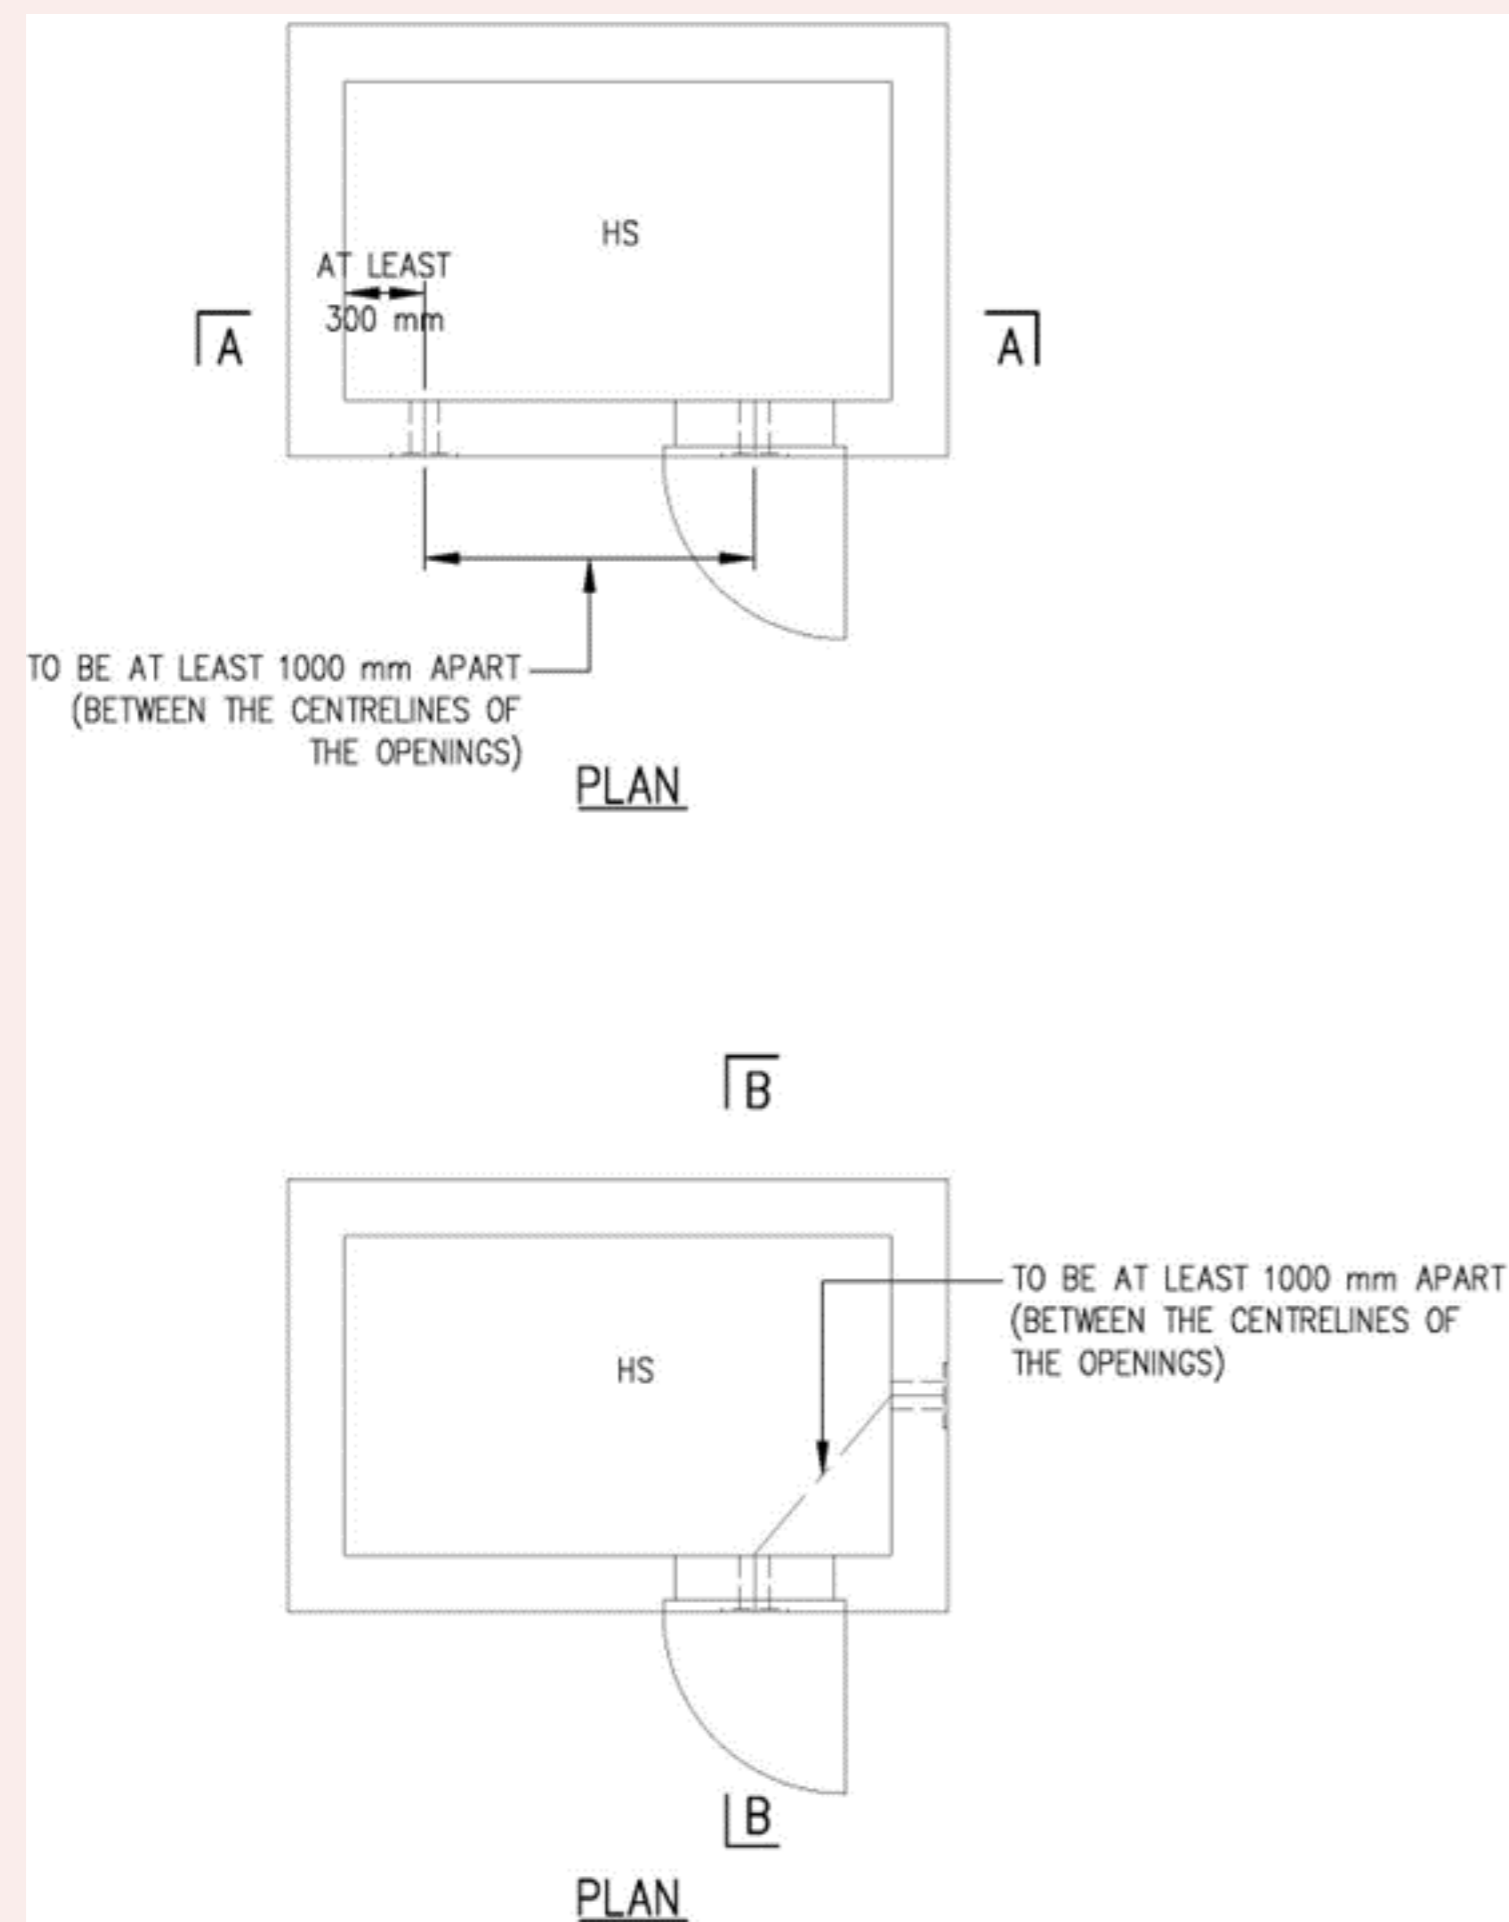 HS
AT LEAST
300 mm
A
A
TO BE AT LEAST 1000 mm APART
(BETWEEN THE CENTRELINES OF
THE OPENINGS)
PLAN
B
TO BE AT LEAST 1000 mm APART
(BETWEEN THE CENTRELINES OF
THE OPENINGS)
HS
B
PLAN